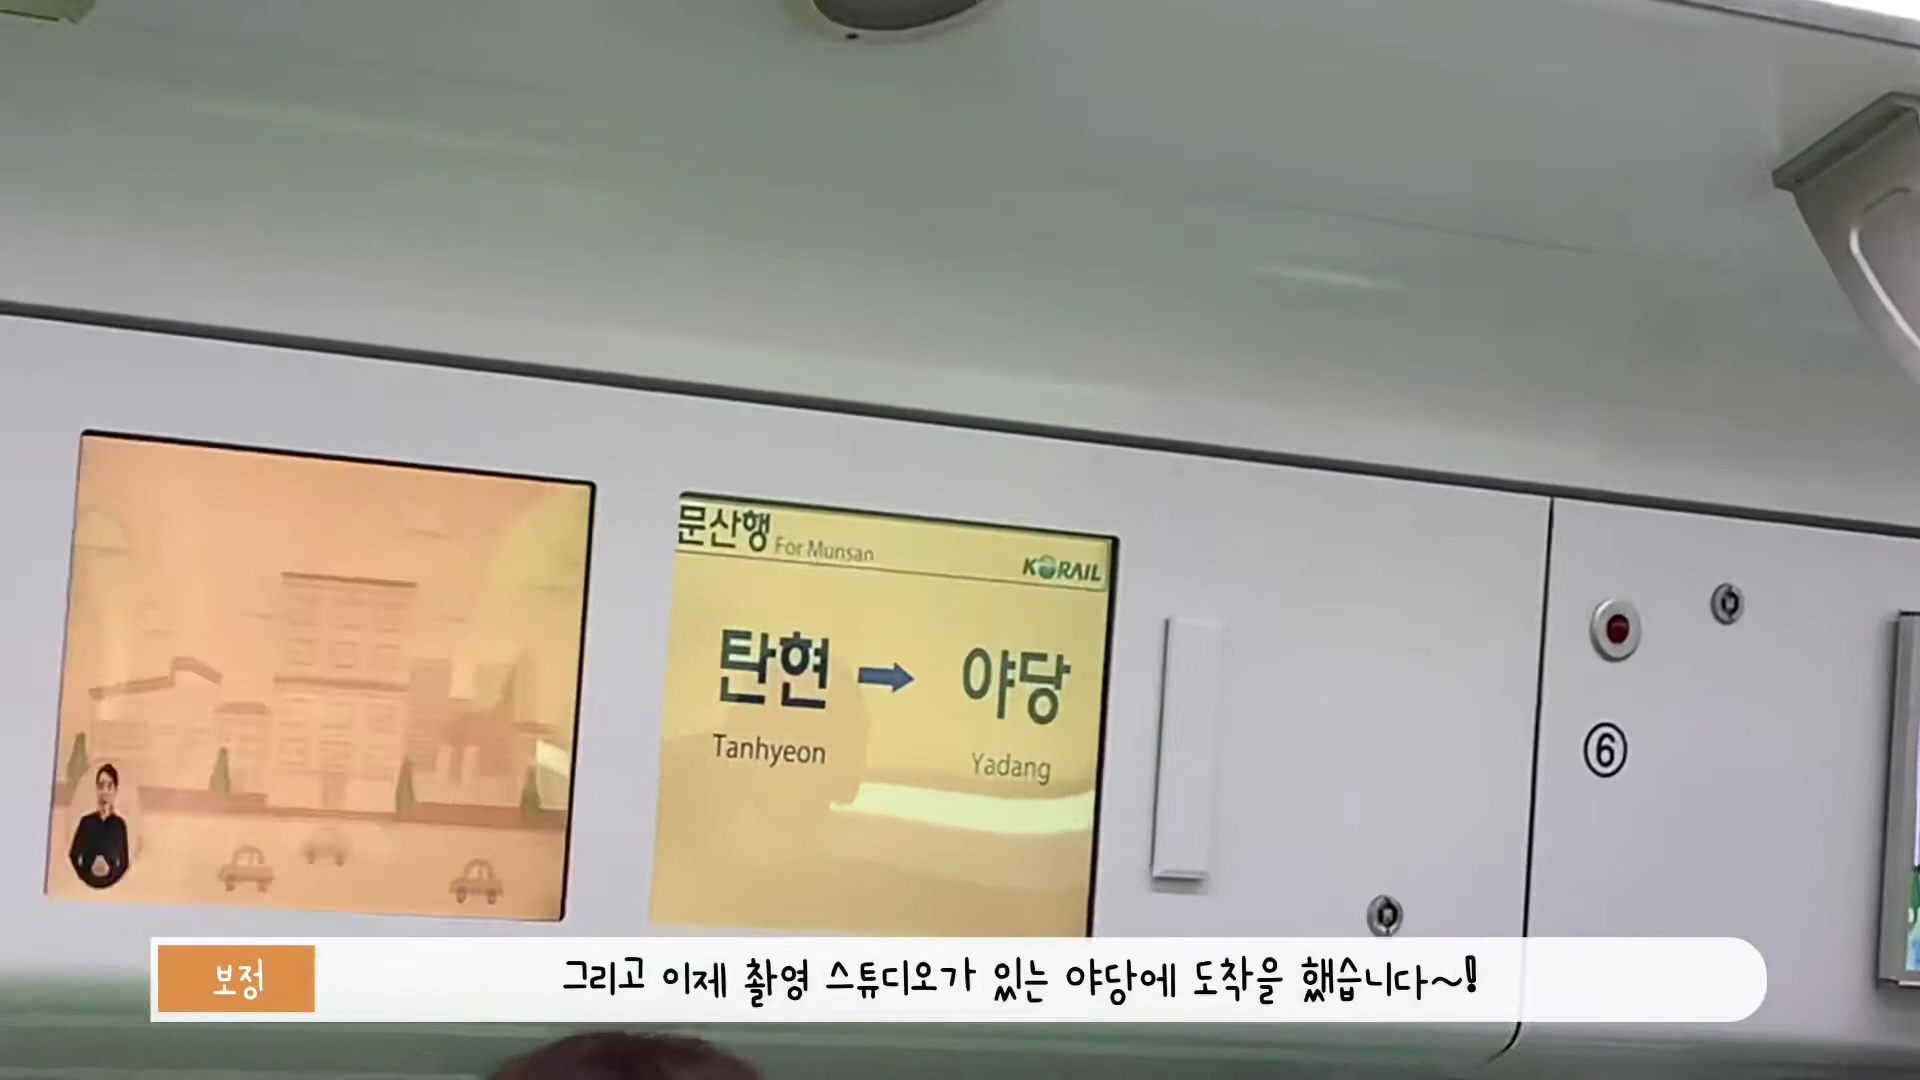 문산행 For Munsan
KORAIL
탄현 → 야당
Tanhyeon Yadang
⑥
보정
그리고 이제 촬영 스튜디오가 있는 야당에 도착을 했습니다~!